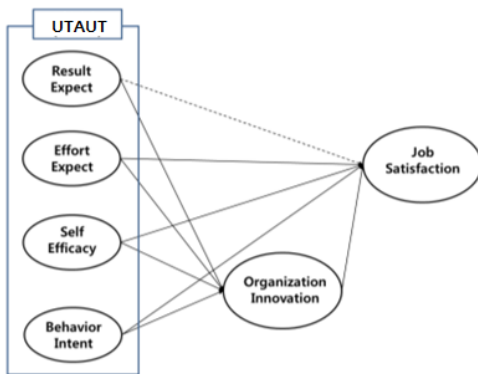 UTAUT
Result
Expect
Effort
Expect
Self
Efficacy
Behavior
Intent
Organization
Innovation
Job
Satisfaction